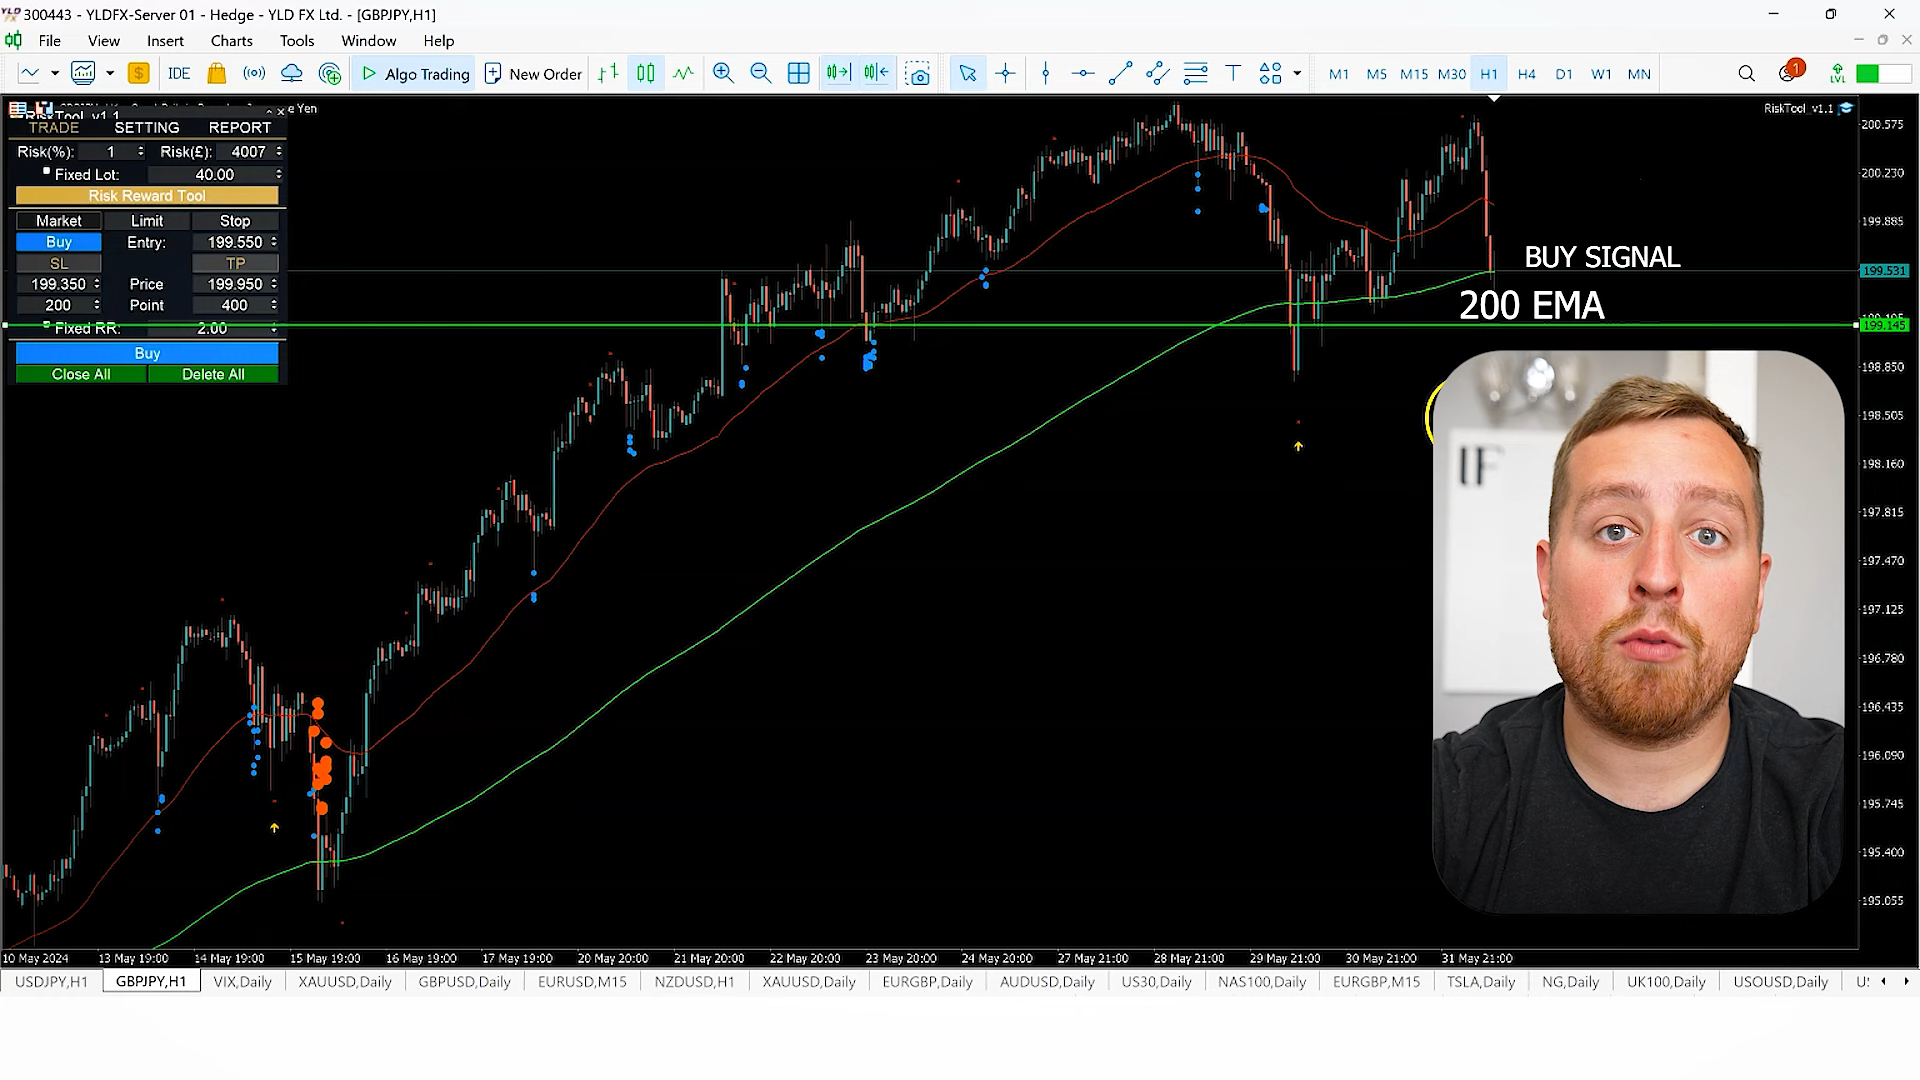 300443 - YLDFX-Server 01 - Hedge - YLD FX Ltd. - [GBPJPY,H1]
File View Insert Charts Tools Window Help
IDE Algo Trading New Order M1 M5 M15 M30 H1 H4 D1 W1 MN 1 LVL
e Yen
RiskTool_v1.1
RiskTool_v1.1
TRADE SETTING REPORT
Risk(%): 1 Risk(£): 4007
Fixed Lot: 40.00
Risk Reward Tool
Market Limit Stop
Buy Entry: 199.550
SL TP
199.350 Price 199.950
200 Point 400
Fixed RR: 2.00
Buy
Close All Delete All
BUY SIGNAL
200 EMA
IF
200.575
200.230
199.885
199.531
199.145
198.850
198.505
198.160
197.815
197.470
197.125
196.780
196.435
196.090
195.745
195.400
195.055
10 May 2024 13 May 19:00 14 May 19:00 15 May 19:00 16 May 19:00 17 May 19:00 20 May 20:00 21 May 20:00 22 May 20:00 23 May 20:00 24 May 20:00 27 May 21:00 28 May 21:00 29 May 21:00 30 May 21:00 31 May 21:00
USDJPY,H1 GBPJPY,H1 VIX,Daily XAUUSD,Daily GBPUSD,Daily EURUSD,M15 NZDUSD,H1 XAUUSD,Daily EURGBP,Daily AUDUSD,Daily US30,Daily NAS100,Daily EURGBP,M15 TSLA,Daily NG,Daily UK100,Daily USOUSD,Daily